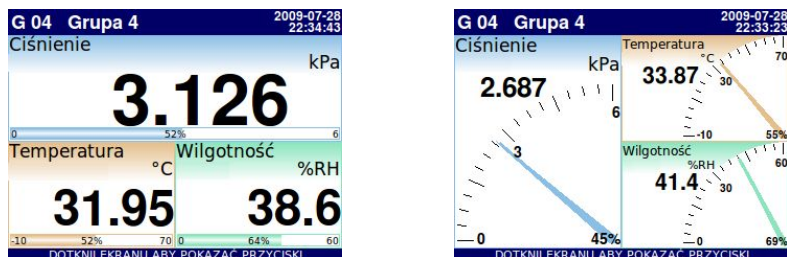 G 04 Grupa 4
2009-07-28
22:34:43
Ciśnienie
kPa
3.126
0 52% 6
Temperatura
°C
31.95
-10 52% 70
Wilgotność
%RH
38.6
0 64% 60
DOTKNIJ EKRANU ABY POKAZAĆ PRZYCISKI
G 04 Grupa 4
2009-07-28
22:33:23
Ciśnienie
kPa
2.687
6
3
0
45%
Temperatura
°C
33.87
70
30
-10
55%
Wilgotność
%RH
41.4
60
30
0
69%
DOTKNIJ EKRANU ABY POKAZAĆ PRZYCISKI